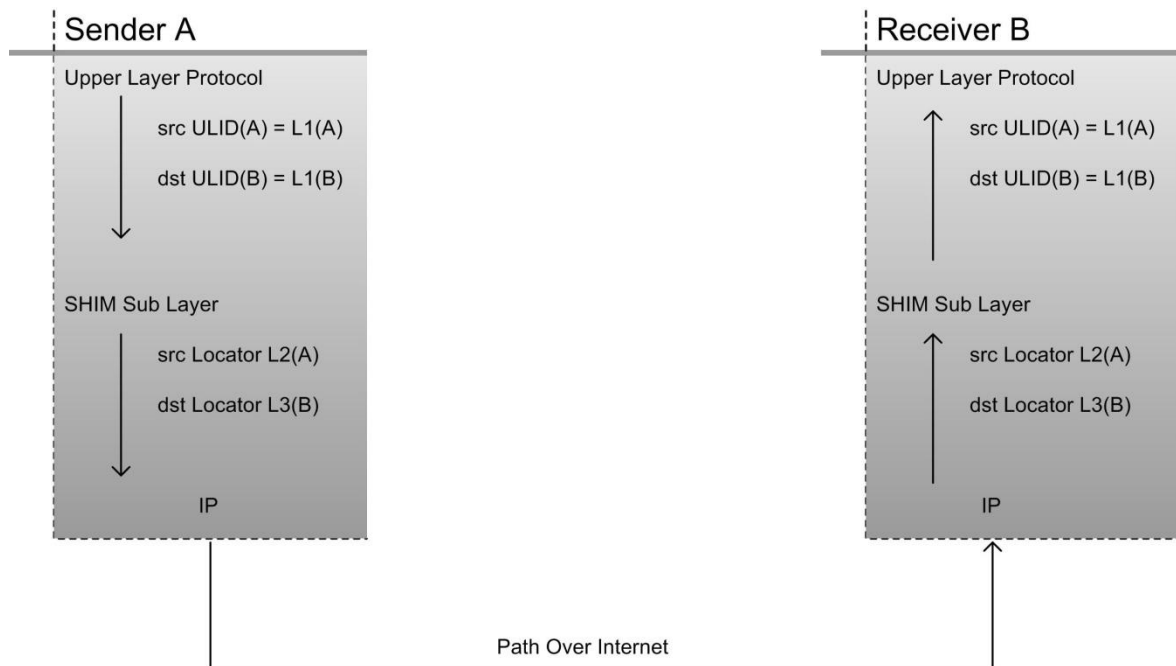 Sender A
Upper Layer Protocol
src ULID(A) = L1(A)
dst ULID(B) = L1(B)
SHIM Sub Layer
src Locator L2(A)
dst Locator L3(B)
IP
Receiver B
Upper Layer Protocol
src ULID(A) = L1(A)
dst ULID(B) = L1(B)
SHIM Sub Layer
src Locator L2(A)
dst Locator L3(B)
IP
Path Over Internet